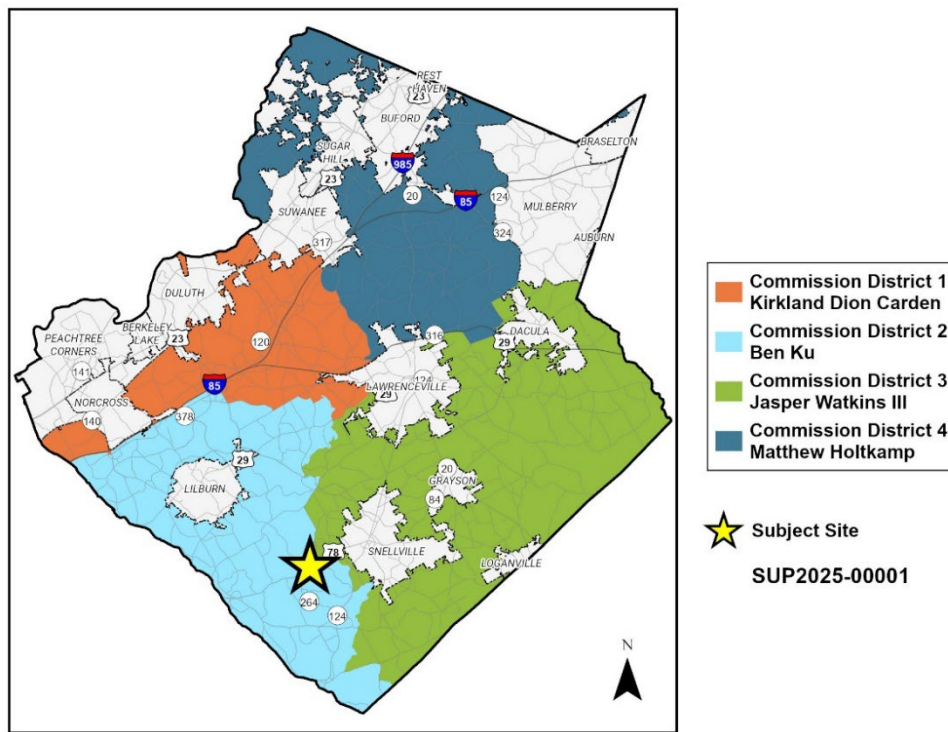 REST
HAVEN
23
BUFORD
BRASELTON
SUGAR
HILL
985
23
20
85
124
MULBERRY
SUWANEE
324
AUBURN
317
DULUTH
BERKELEY
LAKE
PEACHTREE
CORNERS
23
120
316
DACULA
29
141
85
124
LAWRENCEVILLE
29
NORCROSS
378
140
29
20
LILBURN
GRAYSON
84
78
SNELLVILLE
LOGANVILLE
264
124
N
Commission District 1
Kirkland Dion Carden
Commission District 2
Ben Ku
Commission District 3
Jasper Watkins III
Commission District 4
Matthew Holtkamp
Subject Site
SUP2025-00001